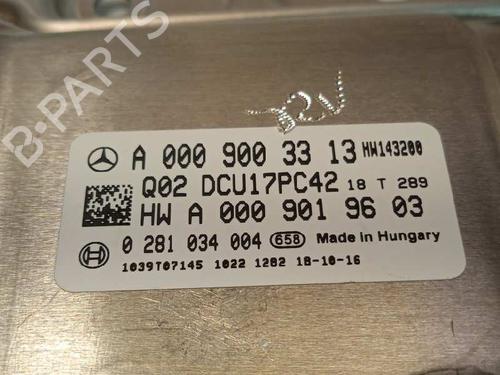 B-PARTS
A 000 900 33 13 HW143200
Q02 DCU17PC42 18 T 289
HW A 000 901 96 03
0 281 034 004 658 Made in Hungary
1039T07145 1022 1282 18-10-16